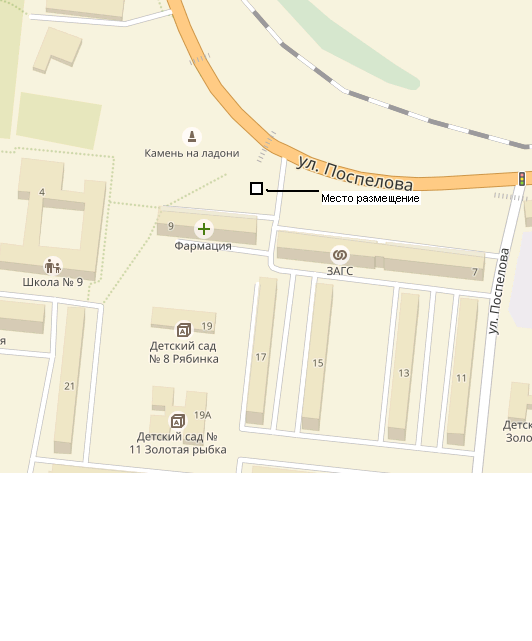 Камень на ладони
ул. Поспелова
Место размещение
4
9
Фармация
ЗАГС
7
Школа № 9
ул. Поспелова
я
19
Детский сад
№ 8 Рябинка
17
15
13
11
21
19А
Детский сад №
11 Золотая рыбка
Детск
Золо